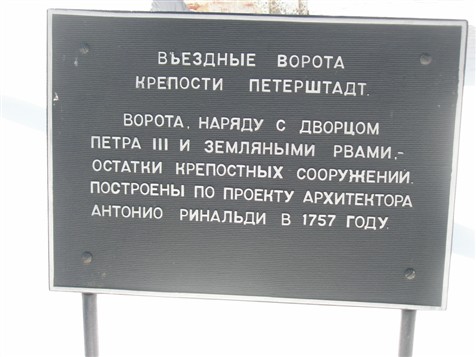 ВЪЕЗДНЫЕ ВОРОТА
КРЕПОСТИ ПЕТЕРШТАДТ.
ВОРОТА, НАРЯДУ С ДВОРЦОМ
ПЕТРА III И ЗЕМЛЯНЫМИ РВАМИ,-
ОСТАТКИ КРЕПОСТНЫХ СООРУЖЕНИЙ.
ПОСТРОЕНЫ ПО ПРОЕКТУ АРХИТЕКТОРА
АНТОНИО РИНАЛЬДИ В 1757 ГОДУ.